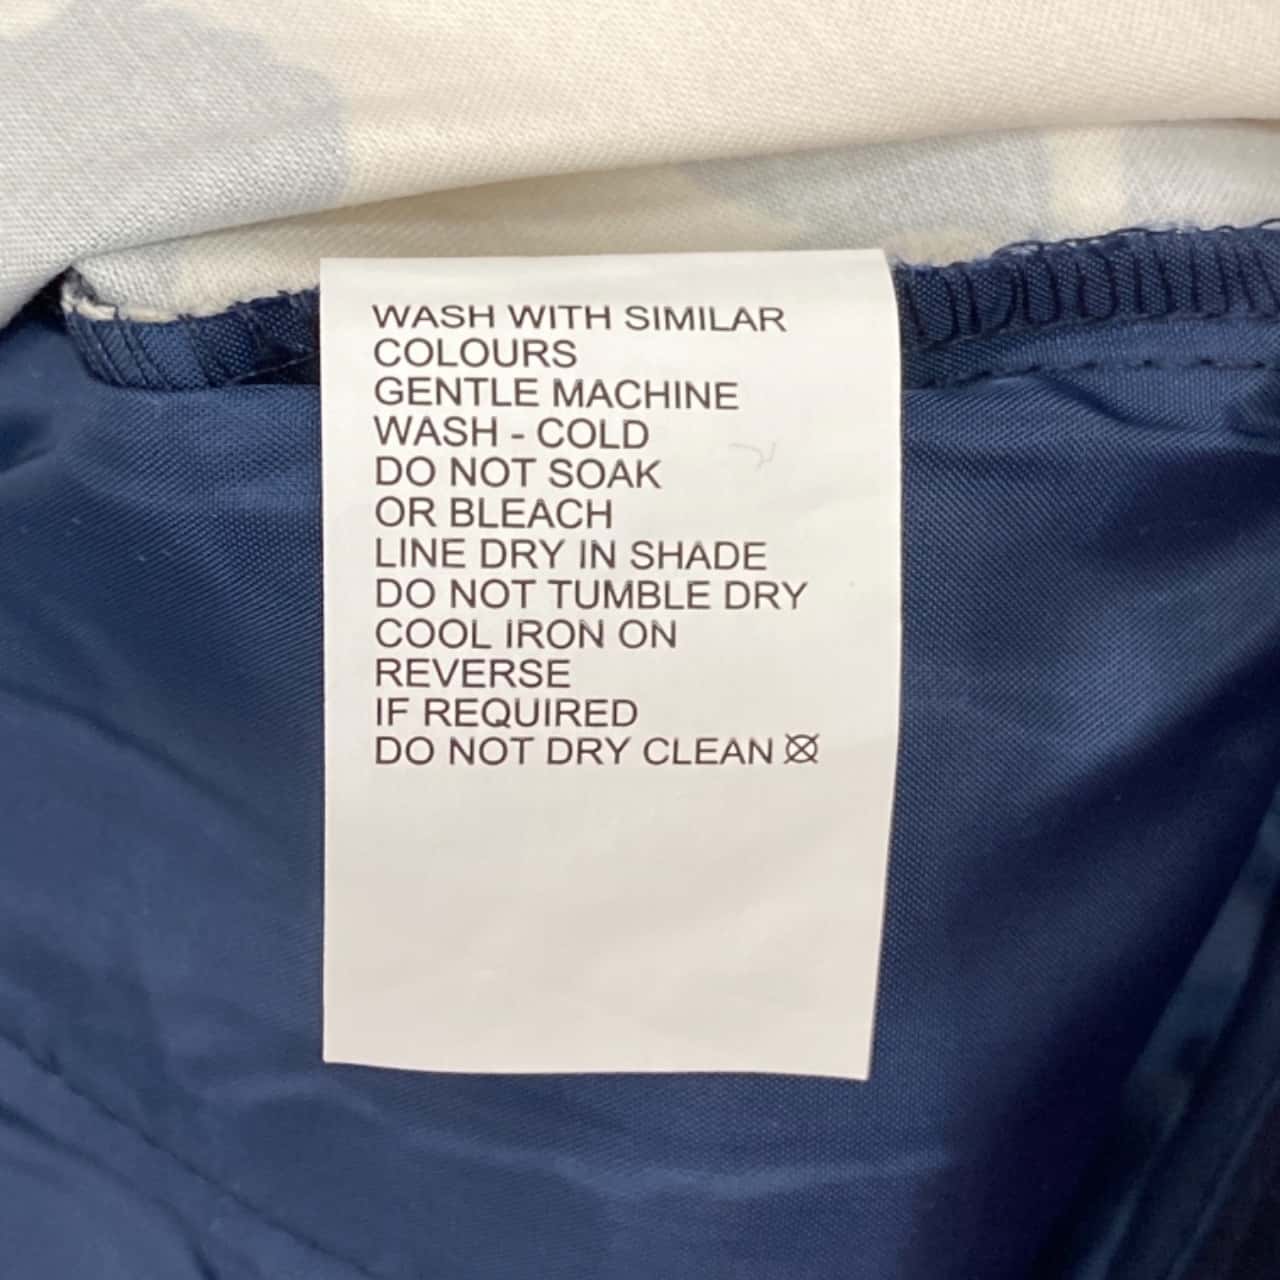 WASH WITH SIMILAR
COLOURS
GENTLE MACHINE
WASH - COLD
DO NOT SOAK
OR BLEACH
LINE DRY IN SHADE
DO NOT TUMBLE DRY
COOL IRON ON
REVERSE
IF REQUIRED
DO NOT DRY CLEAN